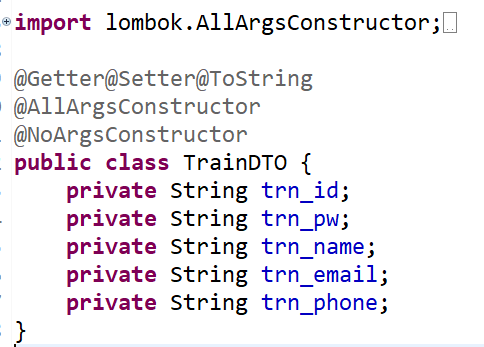 import lombok.AllArgsConstructor;
@Getter@Setter@ToString
@AllArgsConstructor
@NoArgsConstructor
public class TrainDTO {
    private String trn_id;
    private String trn_pw;
    private String trn_name;
    private String trn_email;
    private String trn_phone;
}